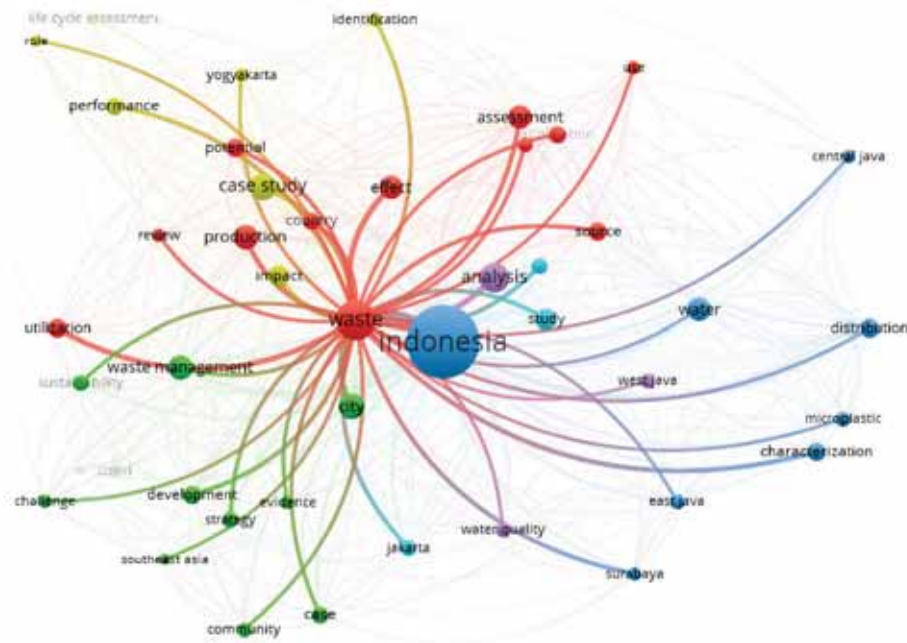 life cycle assessment
identification
role
yogyakarta
use
performance
assessment
potential
central java
case study
effect
country
review
production
source
impact
analysis
waste
study
water
utilization
indonesia
distribution
waste management
sustainability
west java
city
microplastic
characterization
challenge
development
evidence
east java
strategy
water quality
jakarta
southeast asia
surabaya
case
community